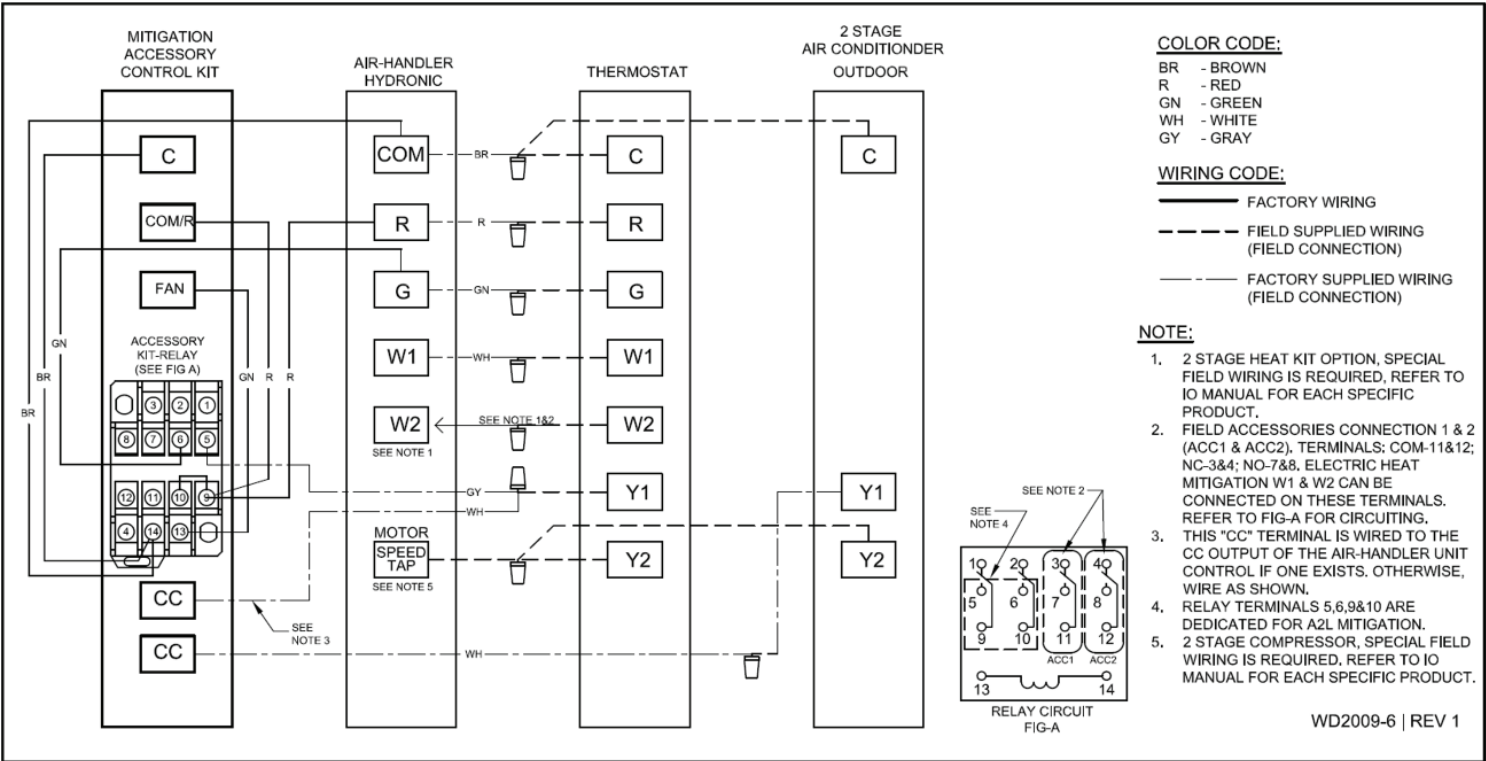 MITIGATION
ACCESSORY
CONTROL KIT
C
COM/R
FAN
ACCESSORY
KIT-RELAY
(SEE FIG A)
3 2 1
8 7 6 5
12 11 10 9
4 14 13
CC
CC
GN
BR
BR
GN
R
R
SEE
NOTE 3
AIR-HANDLER
HYDRONIC
COM
R
G
W1
W2
SEE NOTE 1
MOTOR
SPEED
TAP
SEE NOTE 5
BR
R
GN
WH
SEE NOTE 1&2
GY
WH
WH
THERMOSTAT
C
R
G
W1
W2
Y1
Y2
2 STAGE
AIR CONDITIONDER
OUTDOOR
C
Y1
Y2
COLOR CODE:
BR - BROWN
R - RED
GN - GREEN
WH - WHITE
GY - GRAY
WIRING CODE:
FACTORY WIRING
FIELD SUPPLIED WIRING
(FIELD CONNECTION)
FACTORY SUPPLIED WIRING
(FIELD CONNECTION)
NOTE:
1. 2 STAGE HEAT KIT OPTION, SPECIAL
FIELD WIRING IS REQUIRED, REFER TO
IO MANUAL FOR EACH SPECIFIC
PRODUCT.
2. FIELD ACCESSORIES CONNECTION 1 & 2
(ACC1 & ACC2), TERMINALS: COM-11&12;
NC-3&4; NO-7&8. ELECTRIC HEAT
MITIGATION W1 & W2 CAN BE
CONNECTED ON THESE TERMINALS.
REFER TO FIG-A FOR CIRCUITING.
3. THIS "CC" TERMINAL IS WIRED TO THE
CC OUTPUT OF THE AIR-HANDLER UNIT
CONTROL IF ONE EXISTS. OTHERWISE,
WIRE AS SHOWN.
4. RELAY TERMINALS 5,6,9&10 ARE
DEDICATED FOR A2L MITIGATION.
5. 2 STAGE COMPRESSOR, SPECIAL FIELD
WIRING IS REQUIRED. REFER TO IO
MANUAL FOR EACH SPECIFIC PRODUCT.
SEE NOTE 2
SEE
NOTE 4
1 2 3 4
5 6 7 8
9 10 11 12
ACC1 ACC2
13 14
RELAY CIRCUIT
FIG-A
WD2009-6 | REV 1